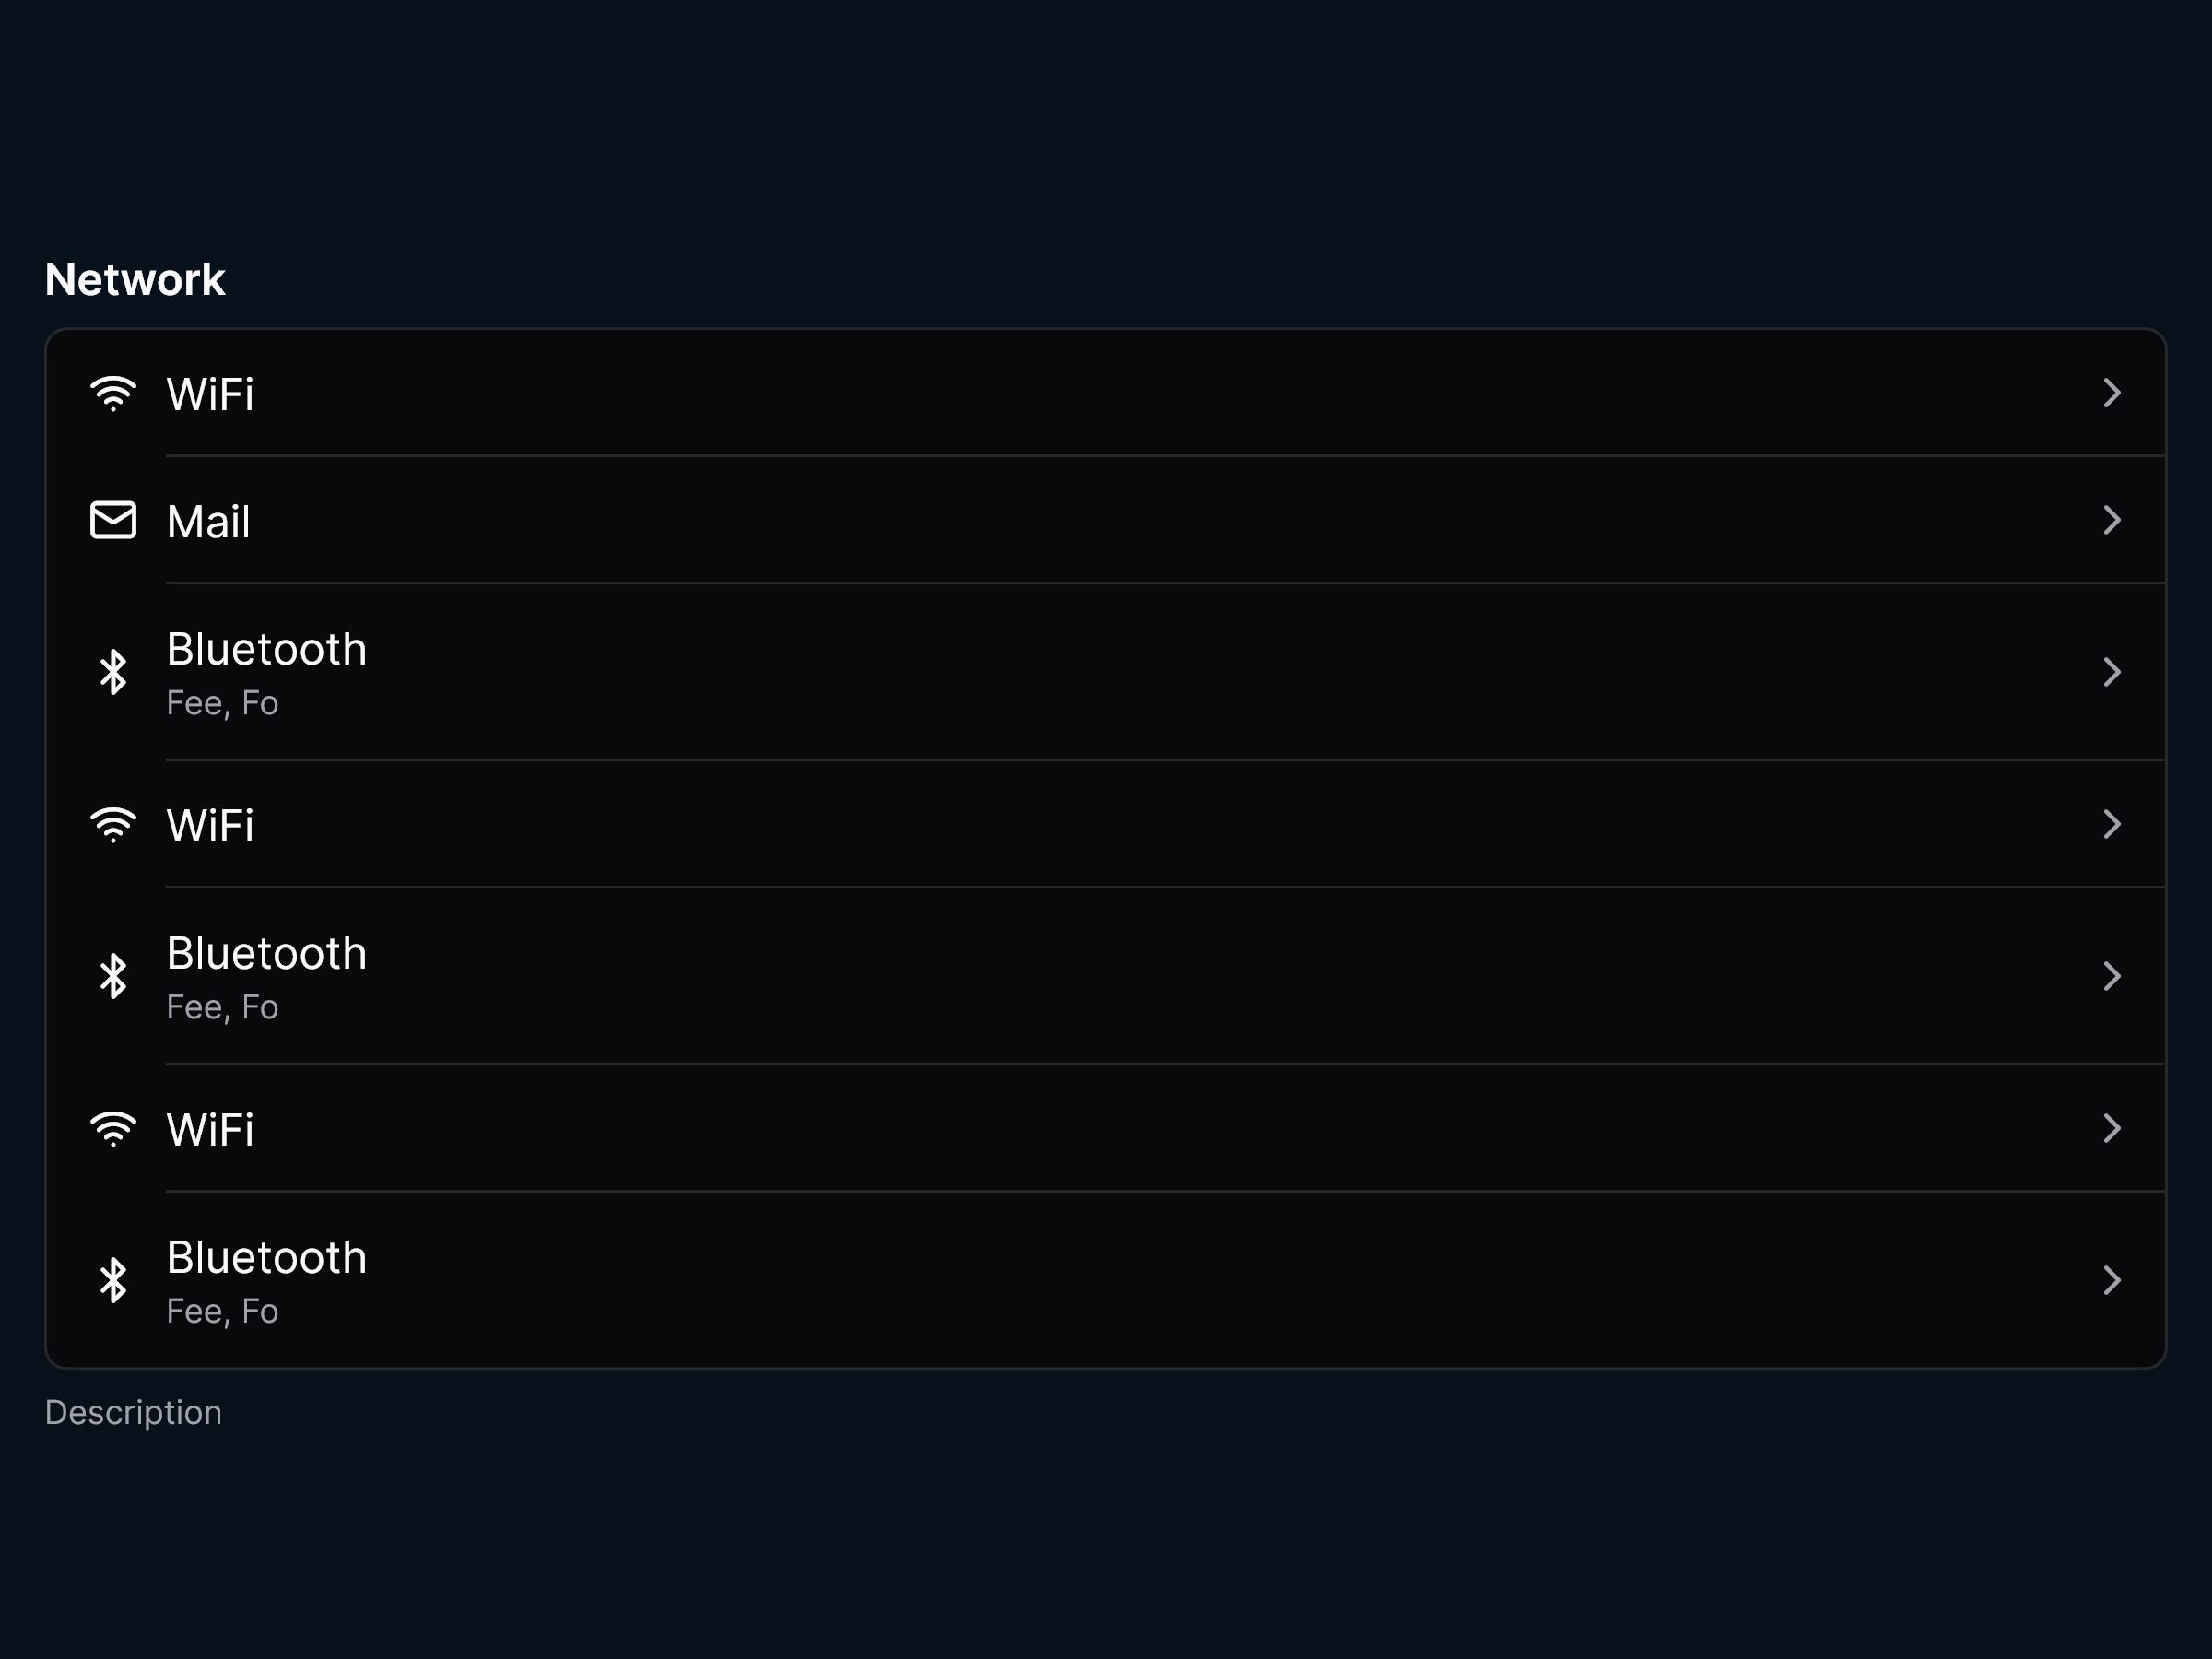 Network
WiFi
Mail
Bluetooth
Fee, Fo
WiFi
Bluetooth
Fee, Fo
WiFi
Bluetooth
Fee, Fo
Description